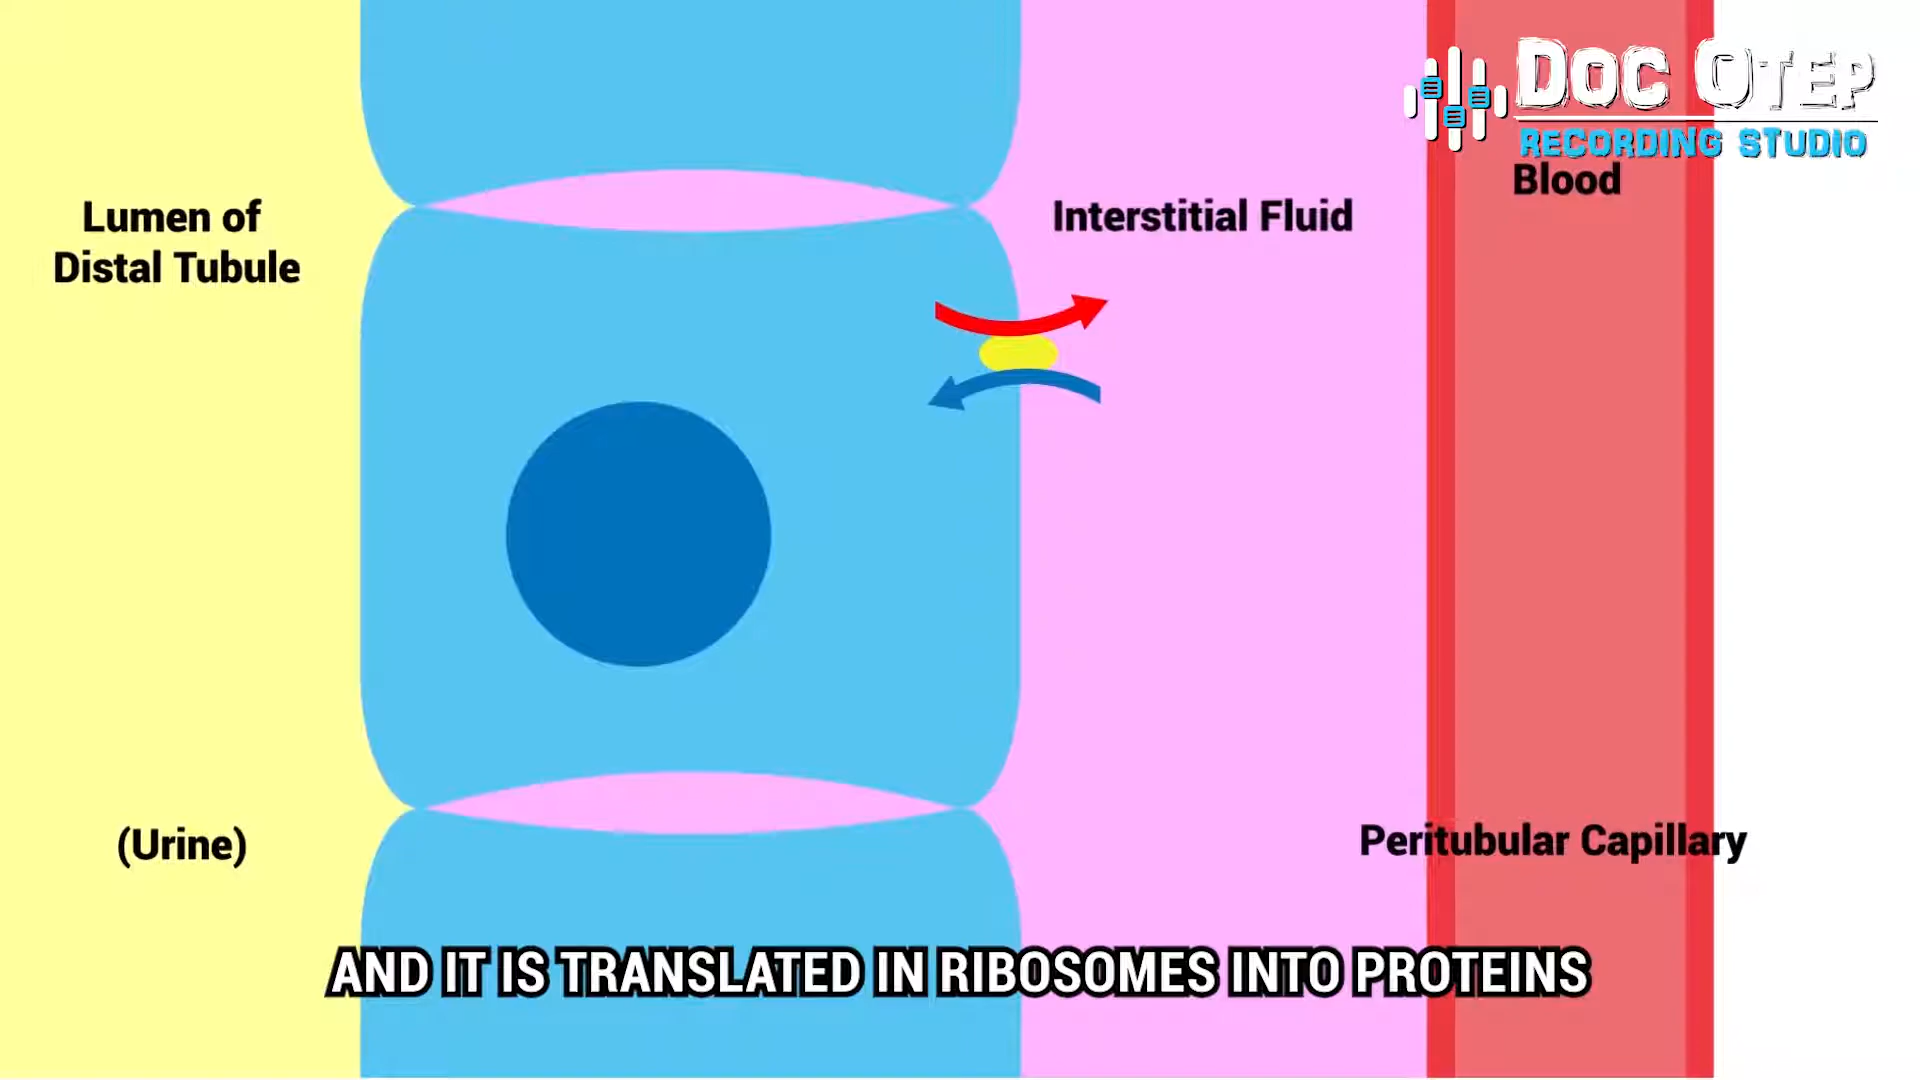 Doc Otep
RECORDING STUDIO
Blood
Lumen of
Distal Tubule
Interstitial Fluid
(Urine)
Peritubular Capillary
AND IT IS TRANSLATED IN RIBOSOMES INTO PROTEINS